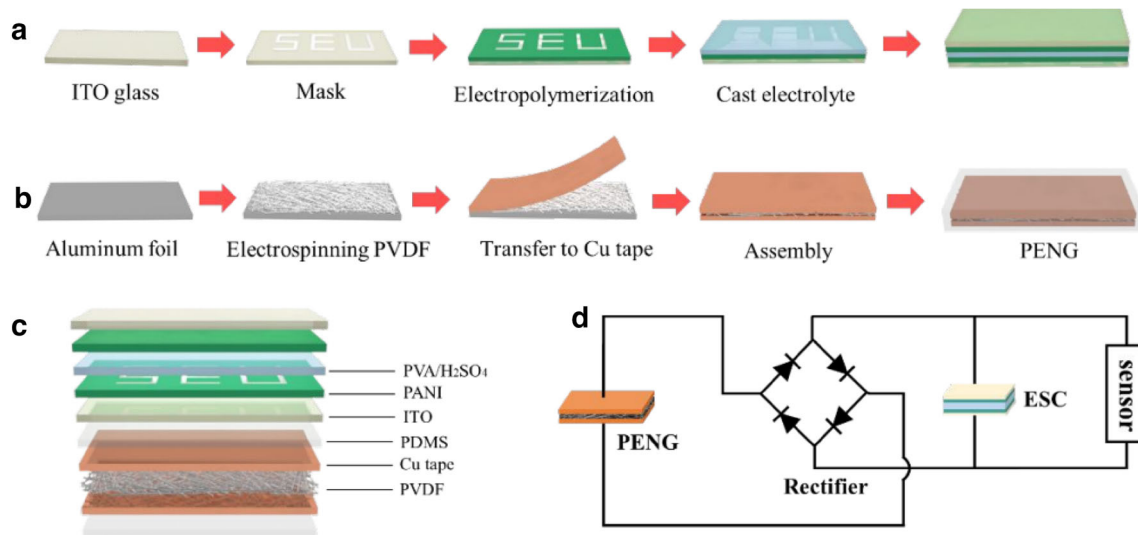 a
SEU
SEU
SEU
ITO glass
Mask
Electropolymerization
Cast electrolyte
b
Aluminum foil
Electrospinning PVDF
Transfer to Cu tape
Assembly
PENG
c
SEU
PVA/H₂SO₄
PANI
ITO
PDMS
Cu tape
PVDF
d
PENG
Rectifier
ESC
sensor